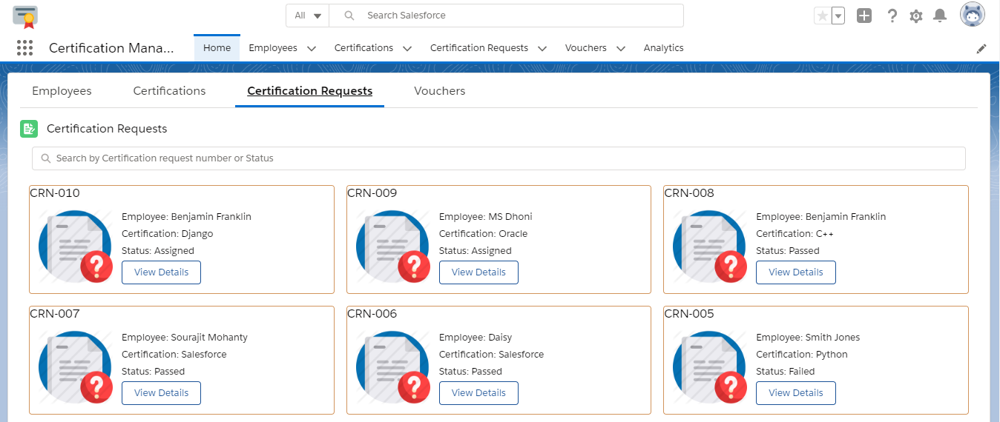 All Search Salesforce
Certification Mana... Home Employees Certifications Certification Requests Vouchers Analytics
Employees Certifications Certification Requests Vouchers
Certification Requests
Search by Certification request number or Status
CRN-010
Employee: Benjamin Franklin
Certification: Django
Status: Assigned
View Details
CRN-009
Employee: MS Dhoni
Certification: Oracle
Status: Assigned
View Details
CRN-008
Employee: Benjamin Franklin
Certification: C++
Status: Passed
View Details
CRN-007
Employee: Sourajit Mohanty
Certification: Salesforce
Status: Passed
View Details
CRN-006
Employee: Daisy
Certification: Salesforce
Status: Passed
View Details
CRN-005
Employee: Smith Jones
Certification: Python
Status: Failed
View Details